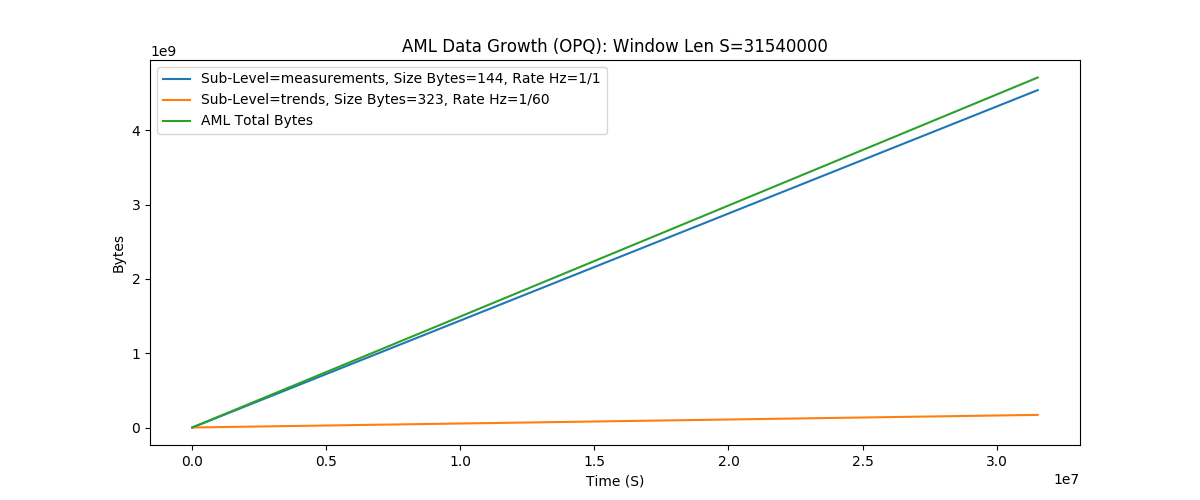 AML Data Growth (OPQ): Window Len S=31540000
1e9
Sub-Level=measurements, Size Bytes=144, Rate Hz=1/1
Sub-Level=trends, Size Bytes=323, Rate Hz=1/60
AML Total Bytes
4
3
2
1
0
Bytes
0.0 0.5 1.0 1.5 2.0 2.5 3.0
1e7
Time (S)